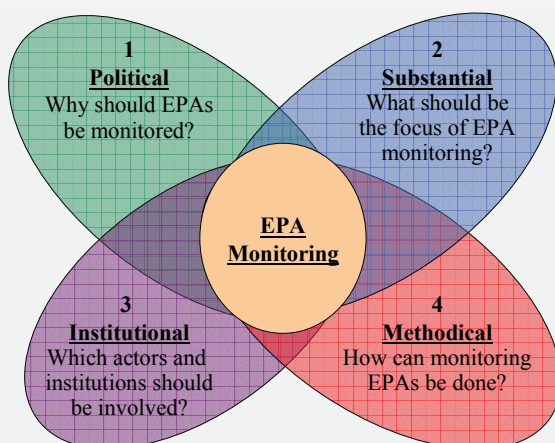 1
Political
Why should EPAs
be monitored?
2
Substantial
What should be
the focus of EPA
monitoring?
EPA
Monitoring
3
Institutional
Which actors and
institutions should
be involved?
4
Methodical
How can monitoring
EPAs be done?